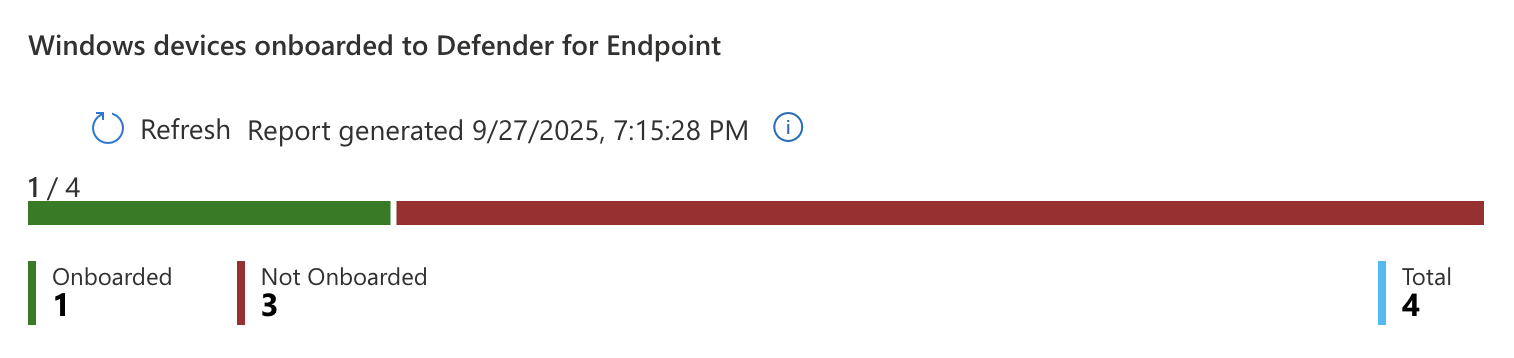 Windows devices onboarded to Defender for Endpoint
Refresh Report generated 9/27/2025, 7:15:28 PM i
1 / 4
Onboarded Not Onboarded Total
1 3 4